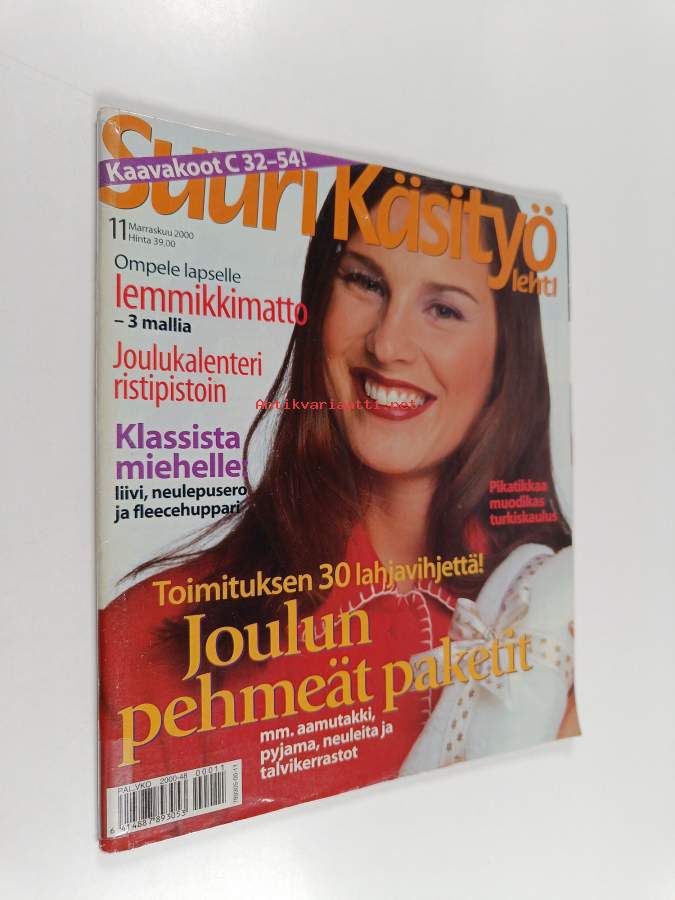 Kaavakoot C 32–54!
Suuri Käsityö
lehti
11 Marraskuu 2000
Hinta 39,00
Ompele lapselle
lemmikkimatto
– 3 mallia
Joulukalenteri
ristipistoin
Antikvariaatti.net
Klassista
miehelle:
liivi, neulepusero
ja fleecehuppari
Pikatikkaa
muodikas
turkiskaulus
Toimituksen 30 lahjavihjettä!
Joulun
pehmeät paketit
mm. aamutakki,
pyjama, neuleita ja
talvikerrastot
PAL.VKO 2000-48 00011
6 414887 893053